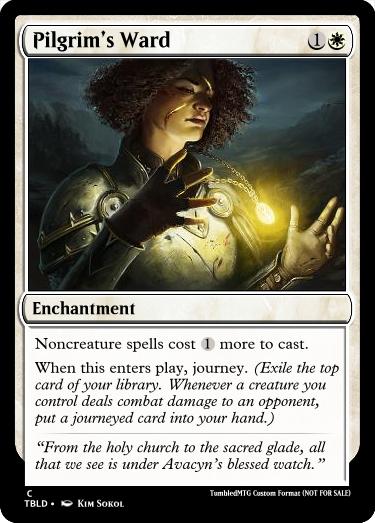 Pilgrim's Ward 1
Enchantment
Noncreature spells cost 1 more to cast.
When this enters play, journey. (Exile the top
card of your library. Whenever a creature you
control deals combat damage to an opponent,
put a journeyed card into your hand.)
“From the holy church to the sacred glade, all
that we see is under Avacyn’s blessed watch.”
C
TBLD • Kim Sokol TumbledMTG Custom Format (NOT FOR SALE)